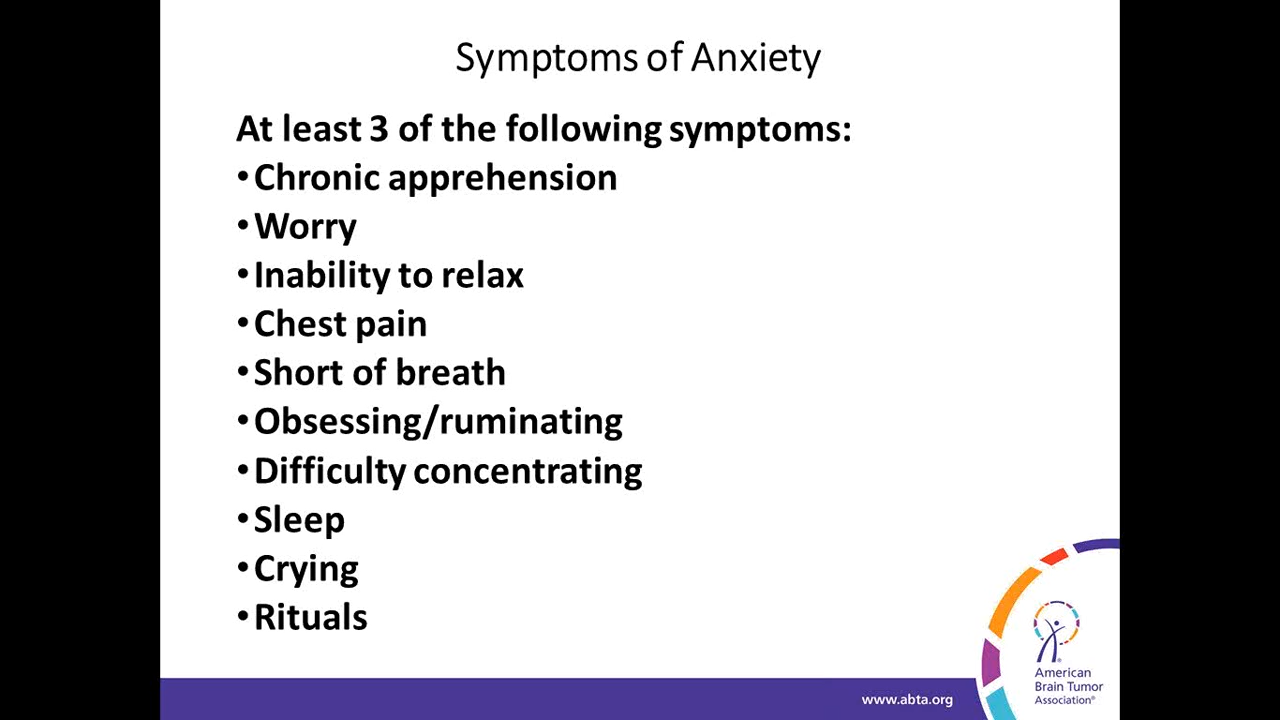 Symptoms of Anxiety
At least 3 of the following symptoms:
•Chronic apprehension
•Worry
•Inability to relax
•Chest pain
•Short of breath
•Obsessing/ruminating
•Difficulty concentrating
•Sleep
•Crying
•Rituals
www.abta.org
American
Brain Tumor
Association®